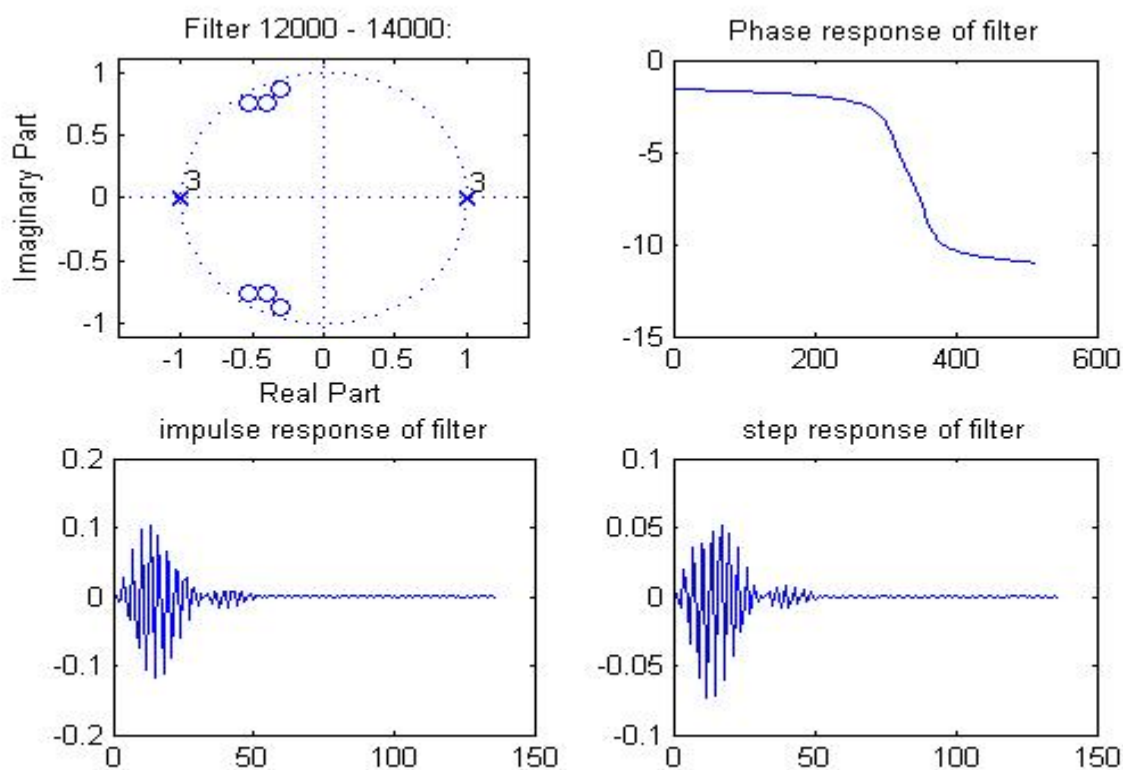 Filter 12000 - 14000:
Imaginary Part
1
0.5
0
-0.5
-1
3
3
-1 -0.5 0 0.5 1
Real Part
Phase response of filter
0
-5
-10
-15
0 200 400 600
impulse response of filter
0.2
0.1
0
-0.1
-0.2
0 50 100 150
step response of filter
0.1
0.05
0
-0.05
-0.1
0 50 100 150